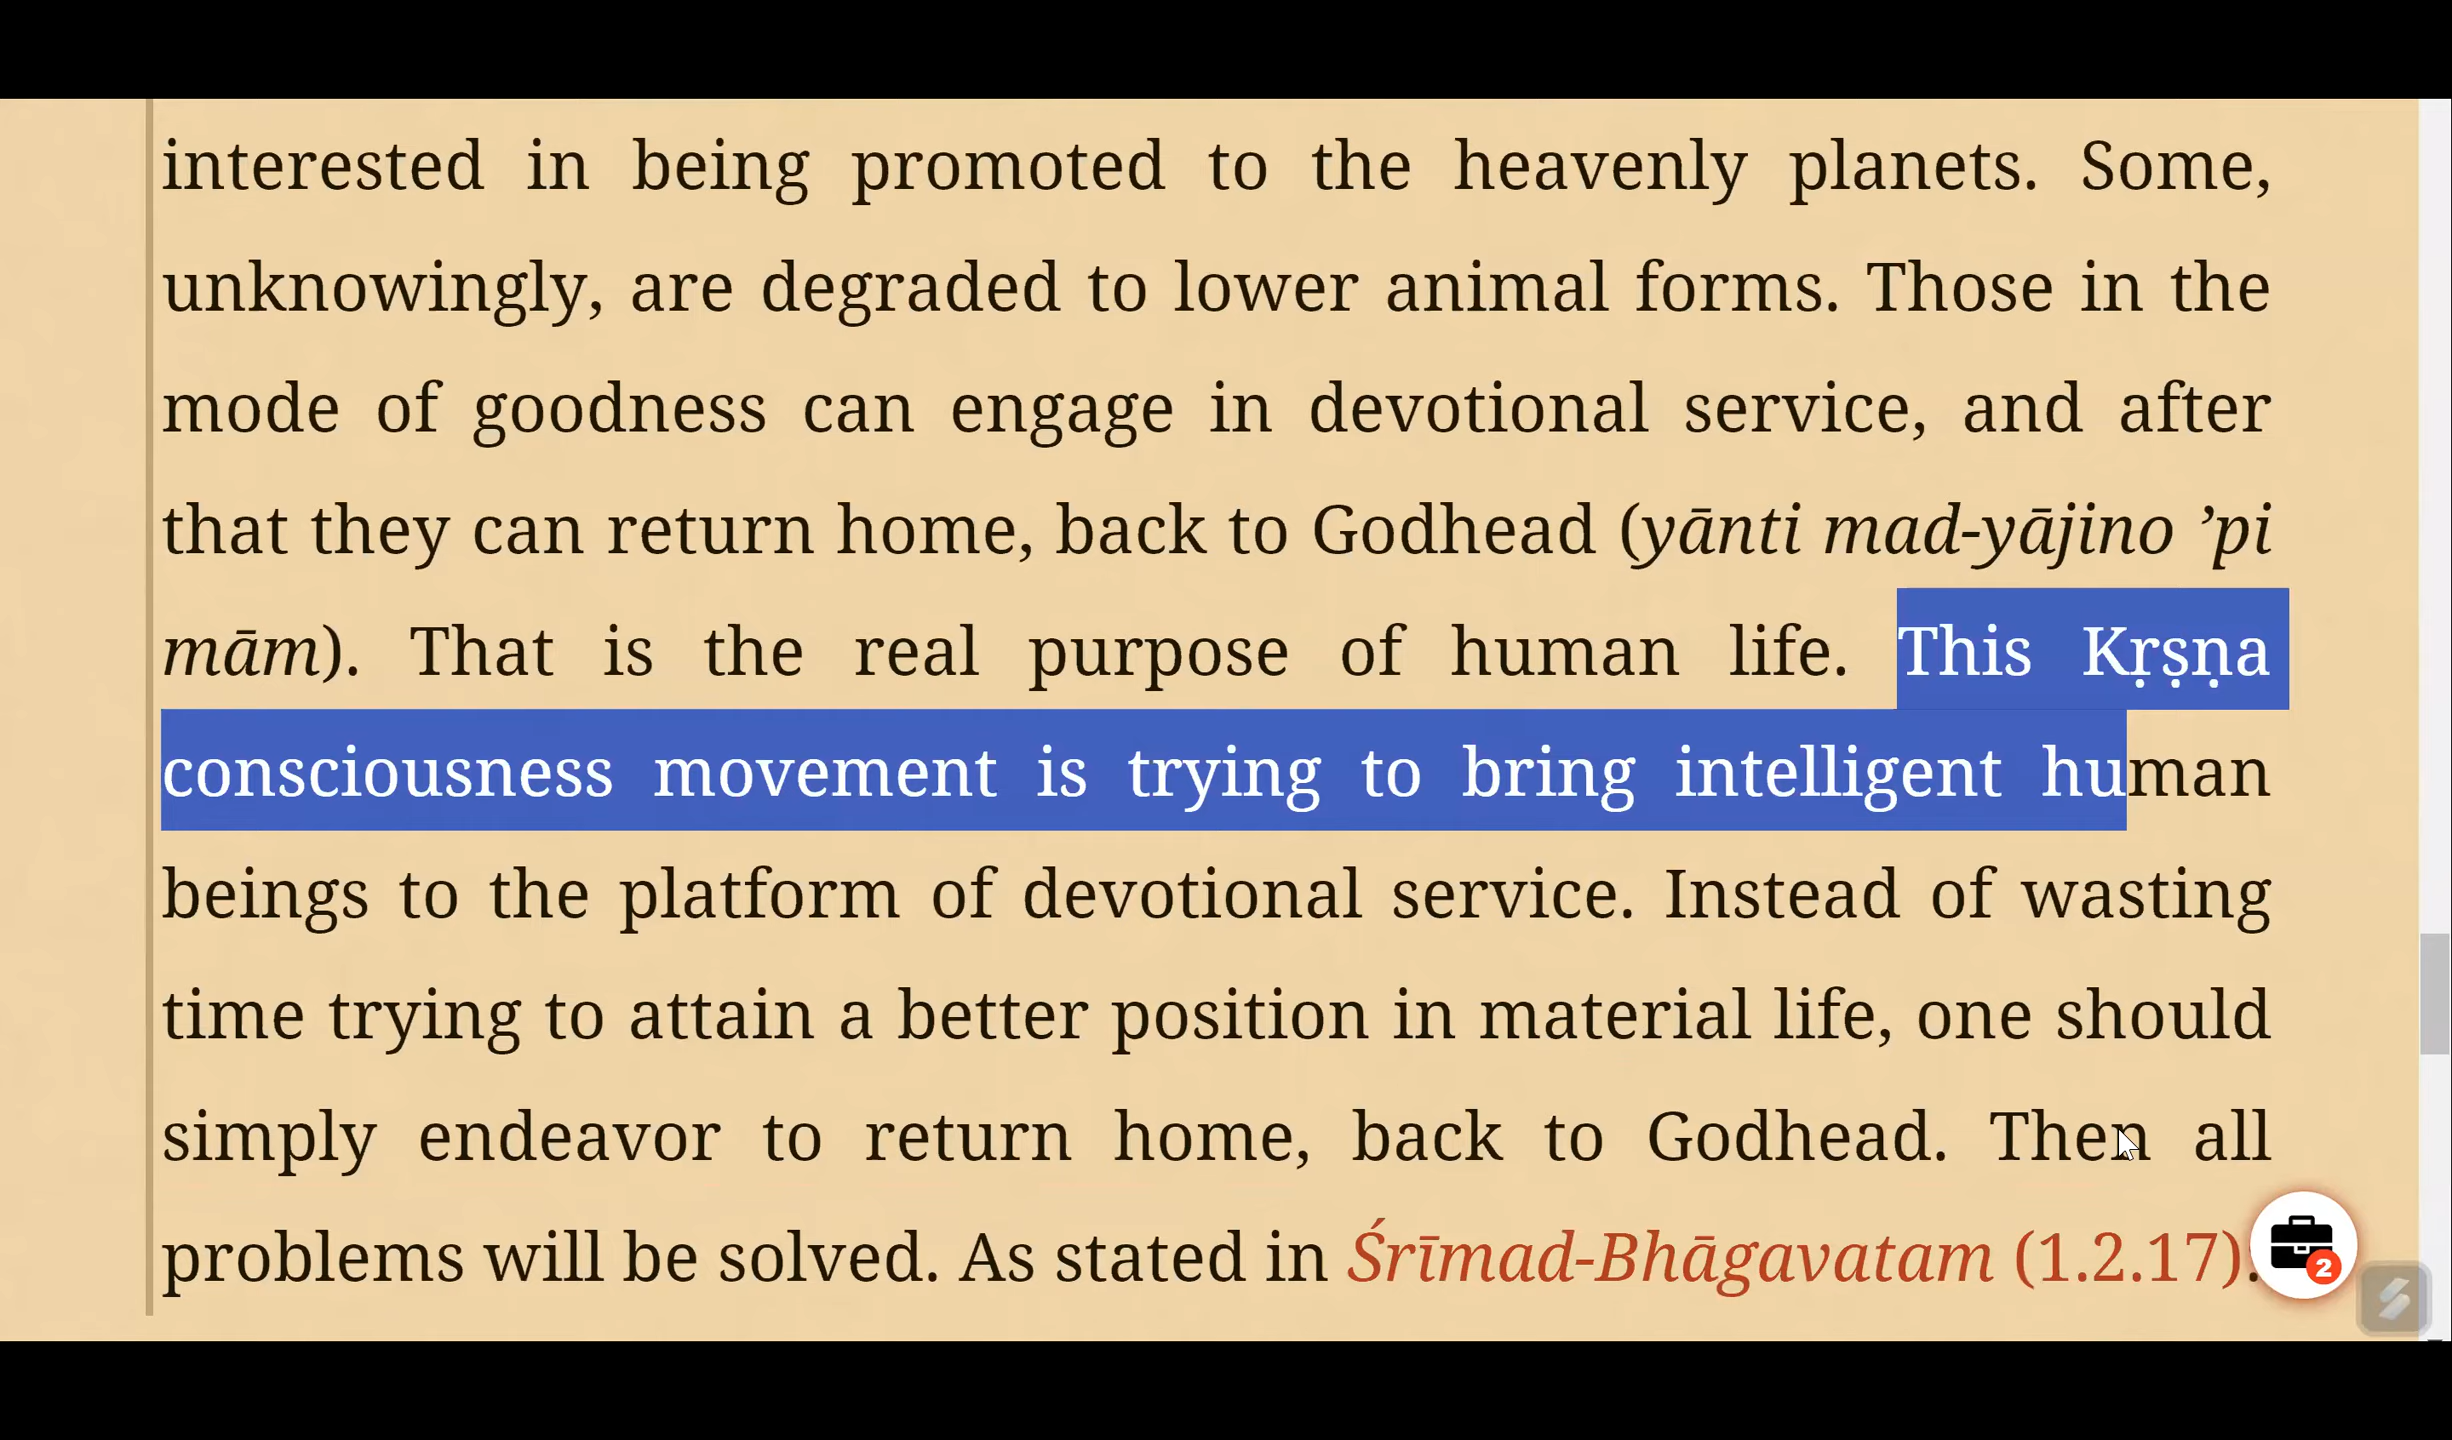 interested in being promoted to the heavenly planets. Some,
unknowingly, are degraded to lower animal forms. Those in the
mode of goodness can engage in devotional service, and after
that they can return home, back to Godhead (yānti mad-yājino ’pi
mām). That is the real purpose of human life. This Kṛṣṇa
consciousness movement is trying to bring intelligent human
beings to the platform of devotional service. Instead of wasting
time trying to attain a better position in material life, one should
simply endeavor to return home, back to Godhead. Then all
problems will be solved. As stated in Śrīmad-Bhāgavatam (1.2.17).
2